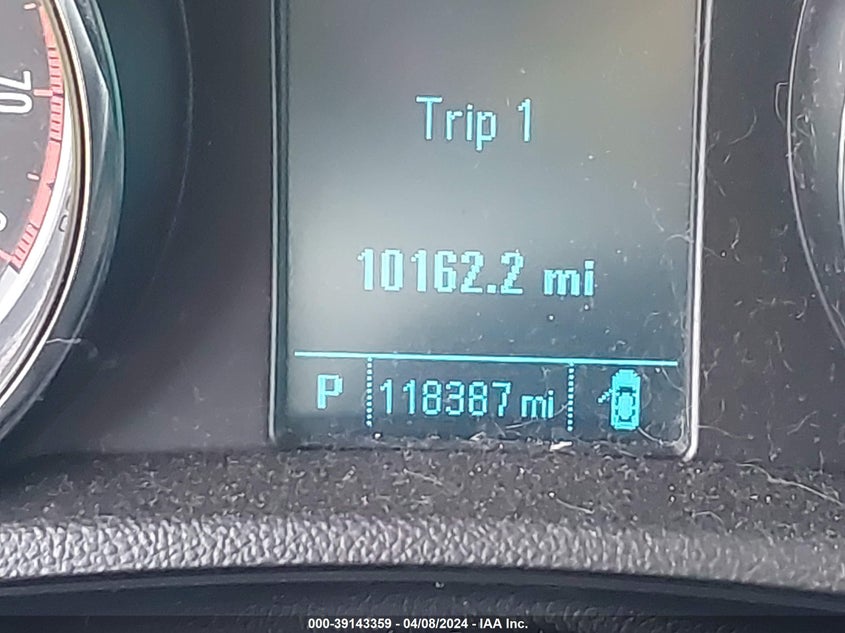 70
Trip 1
10162.2 mi
P 118387 mi
000-39143359 - 04/08/2024 - IAA Inc.